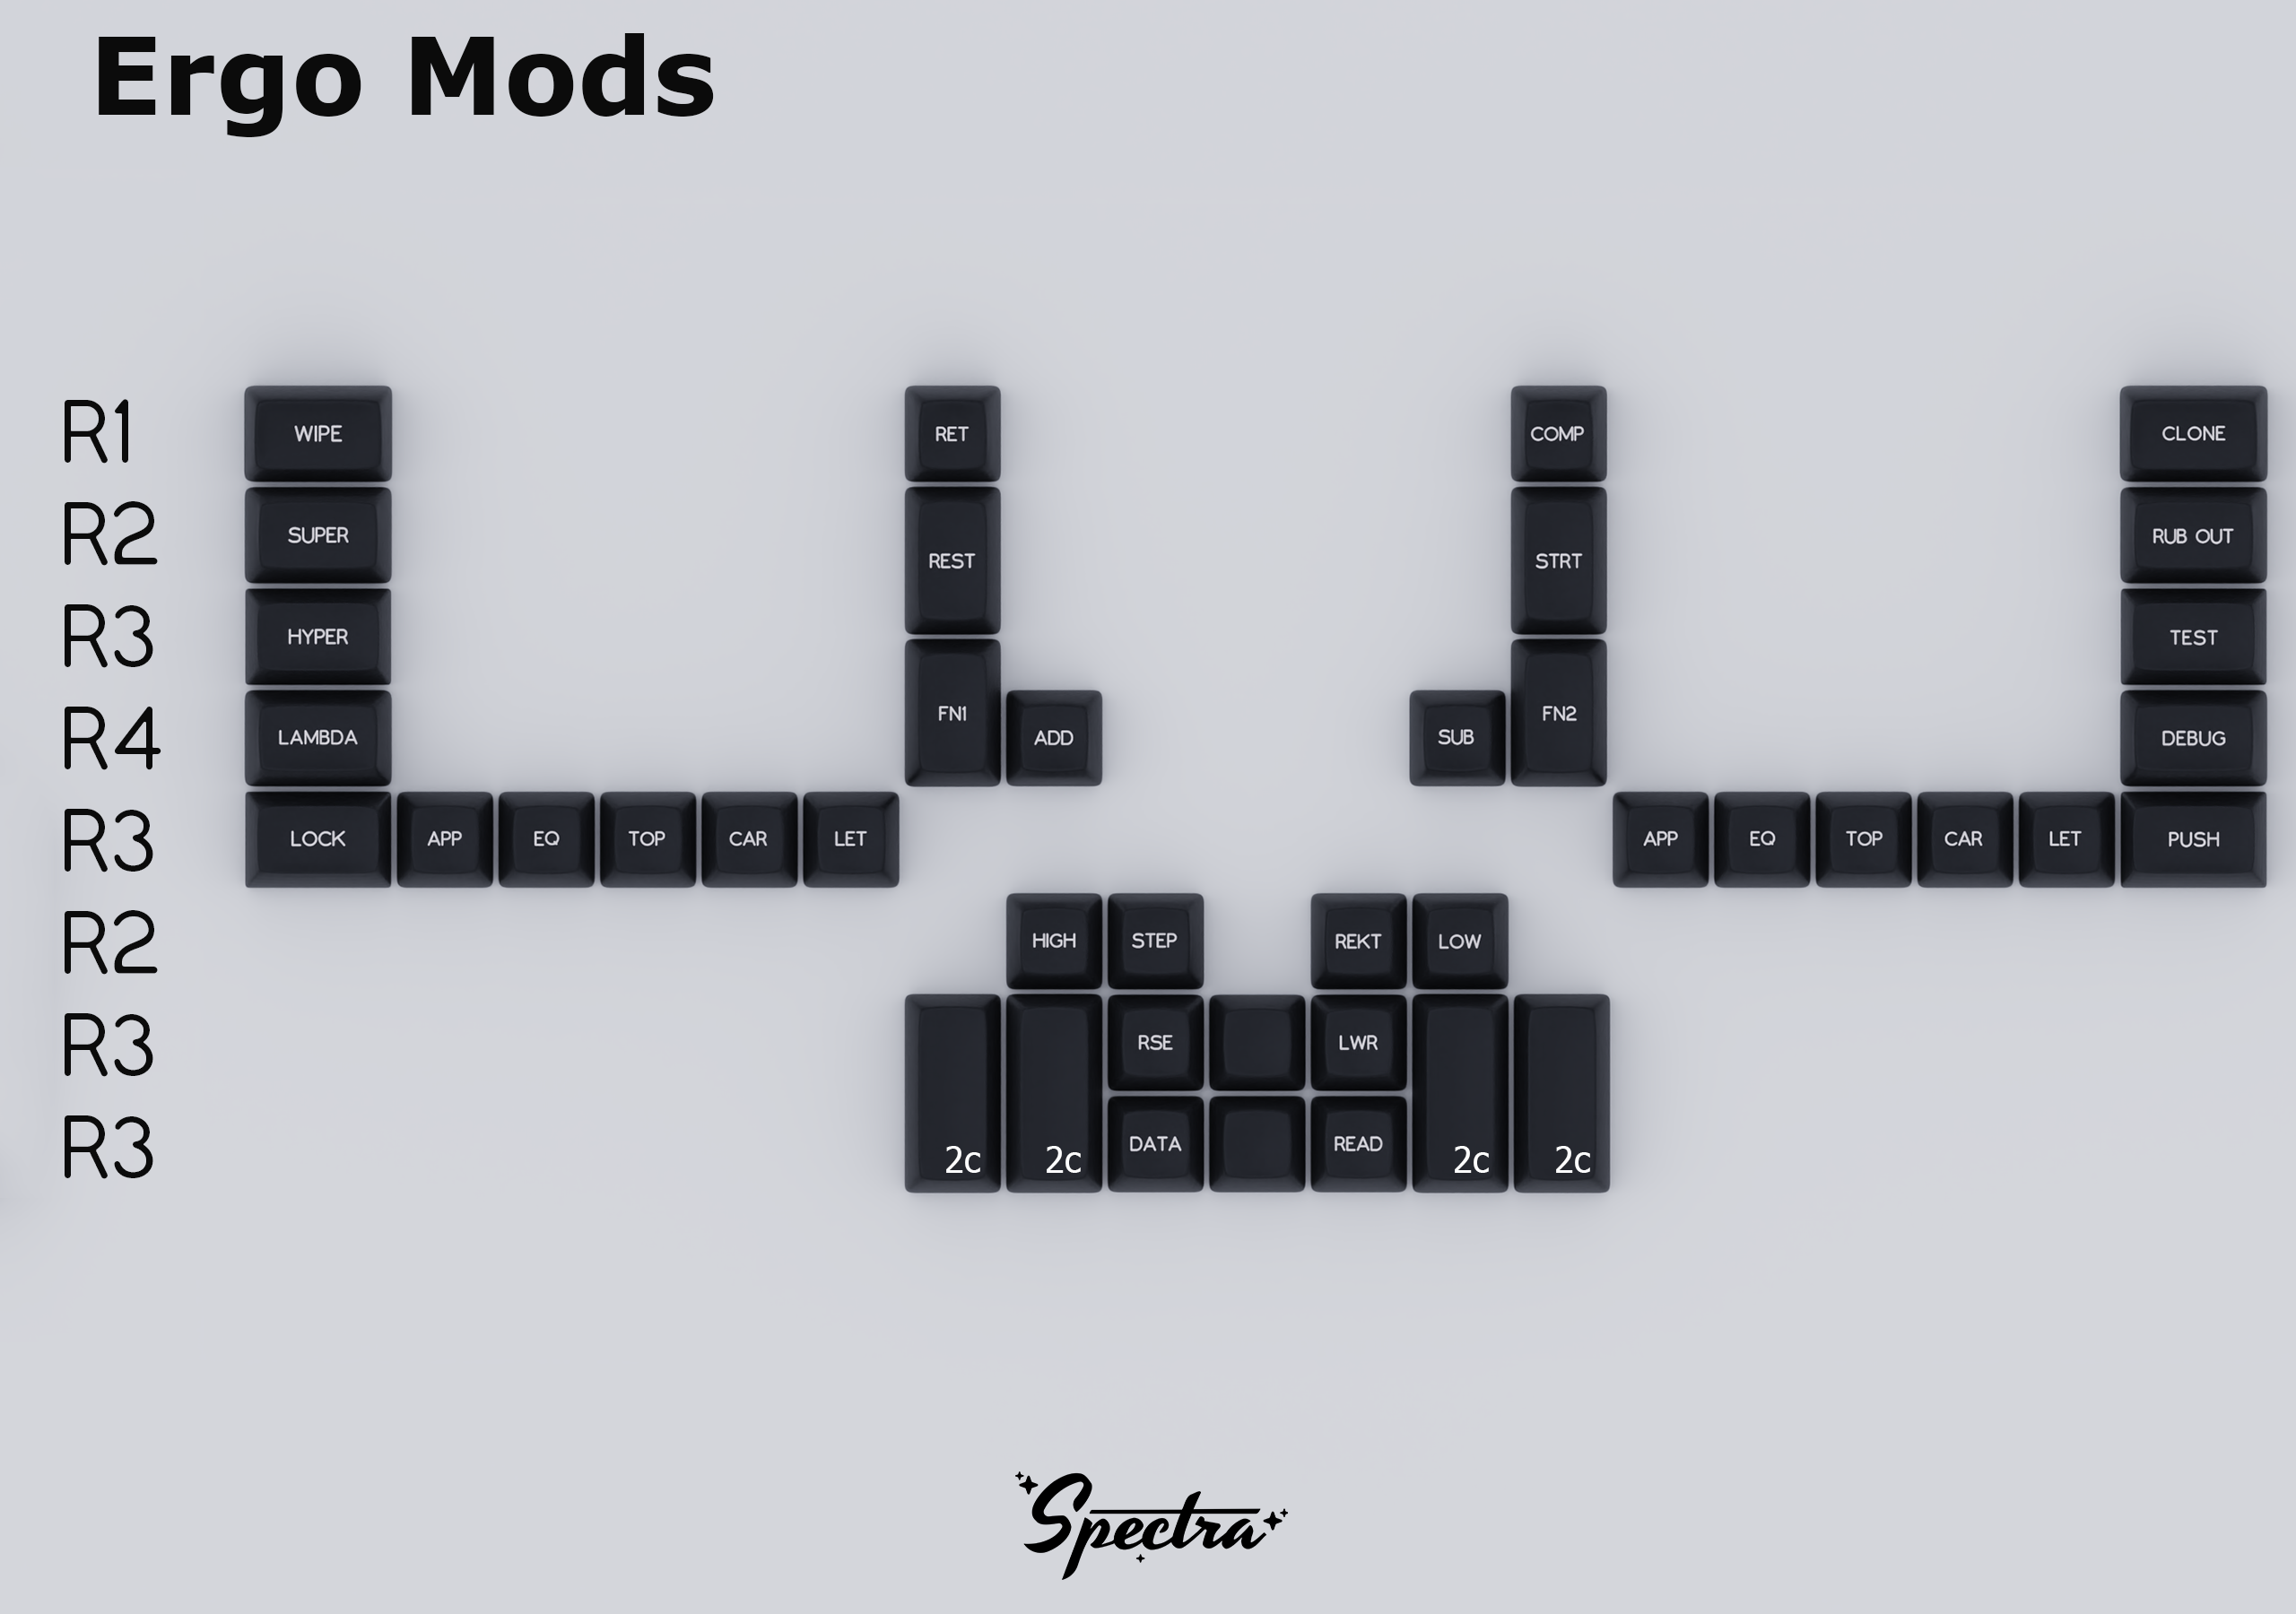 Ergo Mods
R1 WIPE RET COMP CLONE
R2 SUPER REST STRT RUB OUT
R3 HYPER TEST
R4 LAMBDA FN1 ADD SUB FN2 DEBUG
R3 LOCK APP EQ TOP CAR LET APP EQ TOP CAR LET PUSH
R2 HIGH STEP REKT LOW
R3 RSE LWR
R3 2c 2c DATA READ 2c 2c
Spectra